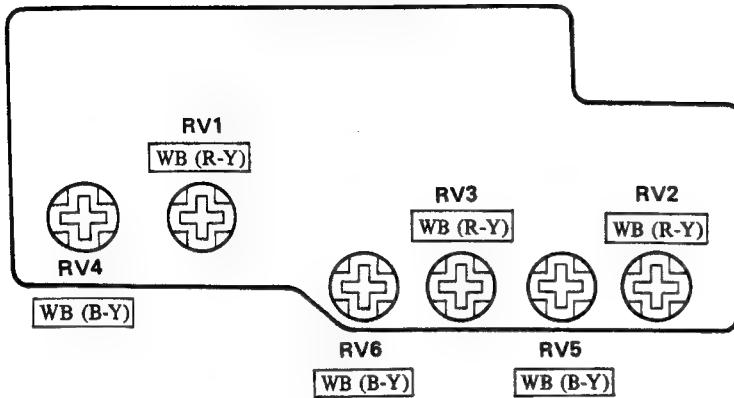 RV1
WB (R-Y)
RV3
WB (R-Y)
RV2
WB (R-Y)
RV4
WB (B-Y)
RV6
WB (B-Y)
RV5
WB (B-Y)